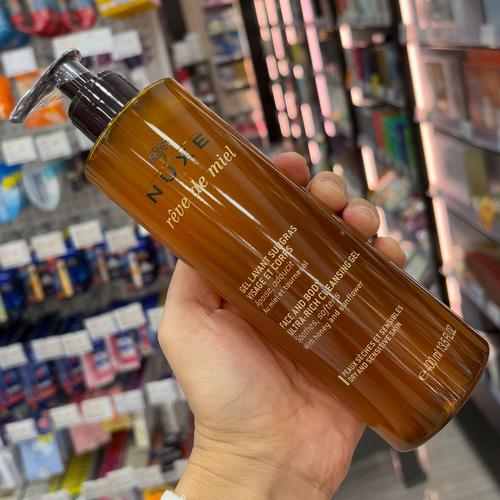 NUXE
rêve de miel
GEL LAVANT SURGRAS
VISAGE ET CORPS
Apaise, adoucit
Au miel et tournesol
FACE AND BODY
ULTRA-RICH CLEANSING GEL
Soothes, softens
With honey and sunflower
PEAUX SÈCHES ET SENSIBLES
DRY AND SENSITIVE SKIN
℮ 400 ml 13.5 FL.OZ.